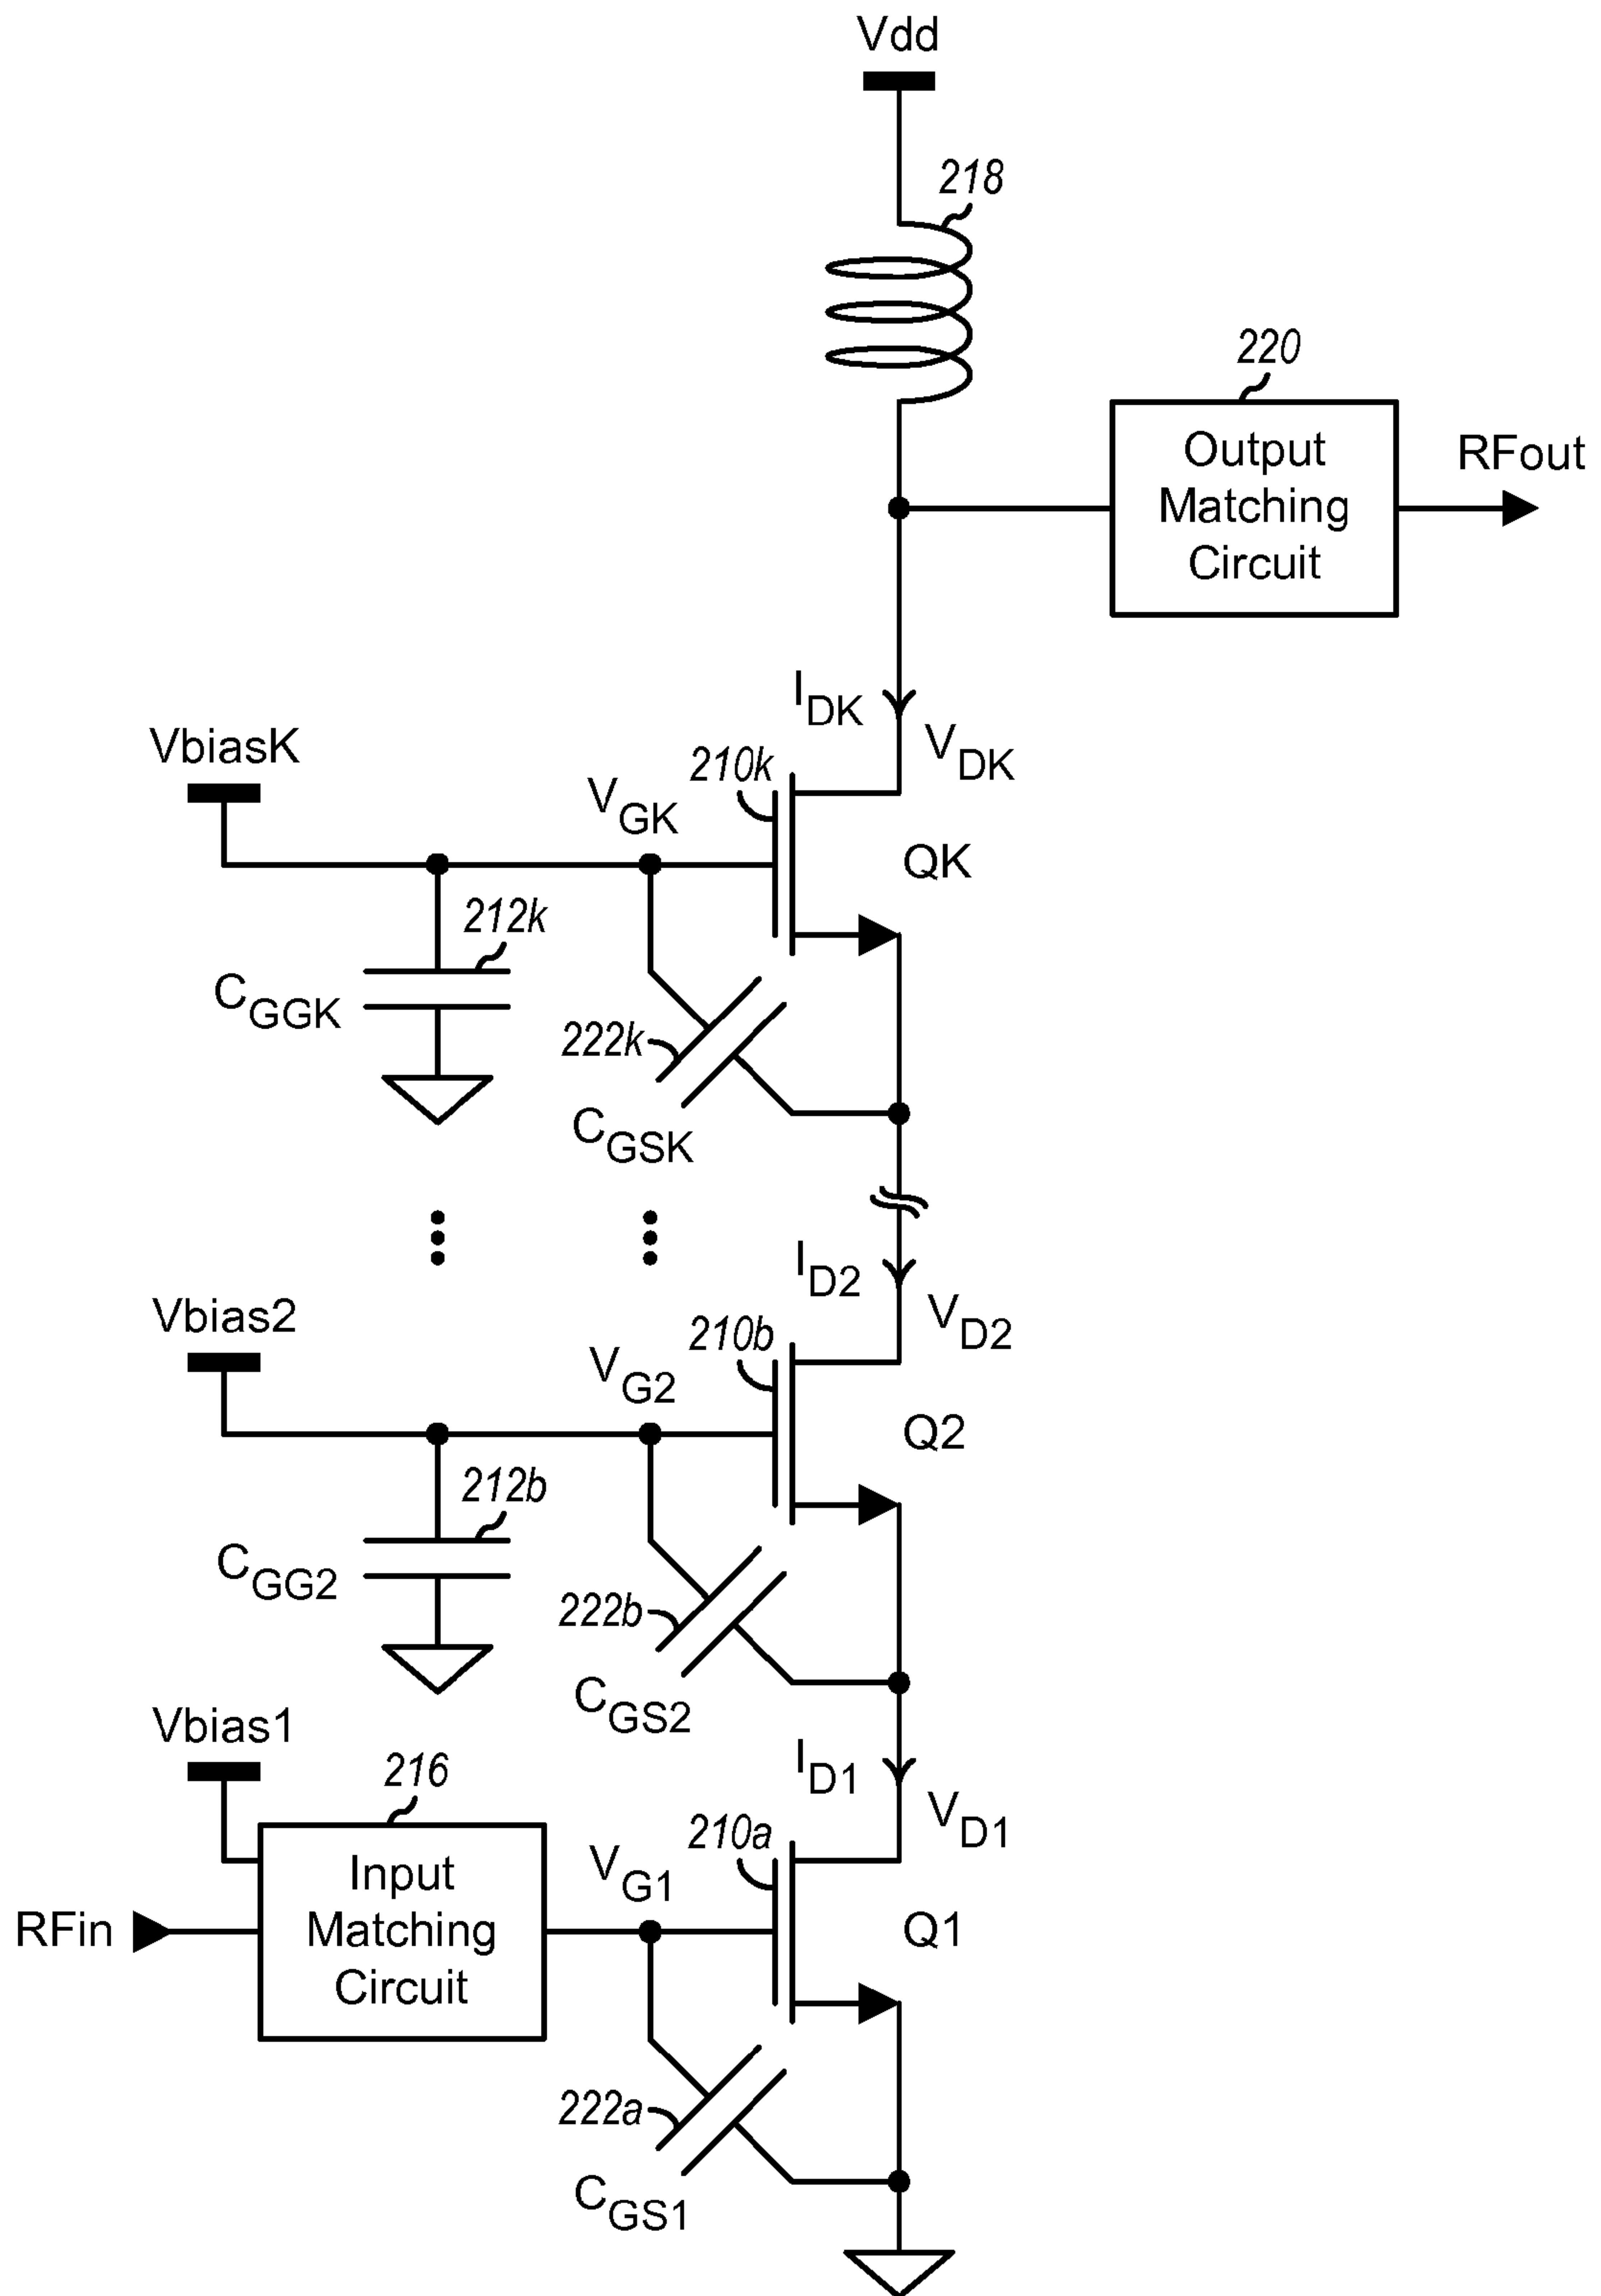 Vdd
218
220
Output
Matching
Circuit
RFout
IDK
VDK
VbiasK
VGK
210k
QK
212k
CGGK
222k
CGSK
ID2
VD2
Vbias2
VG2
210b
Q2
212b
CGG2
222b
CGS2
Vbias1
ID1
VD1
216
210a
Input
Matching
Circuit
VG1
RFin
Q1
222a
CGS1